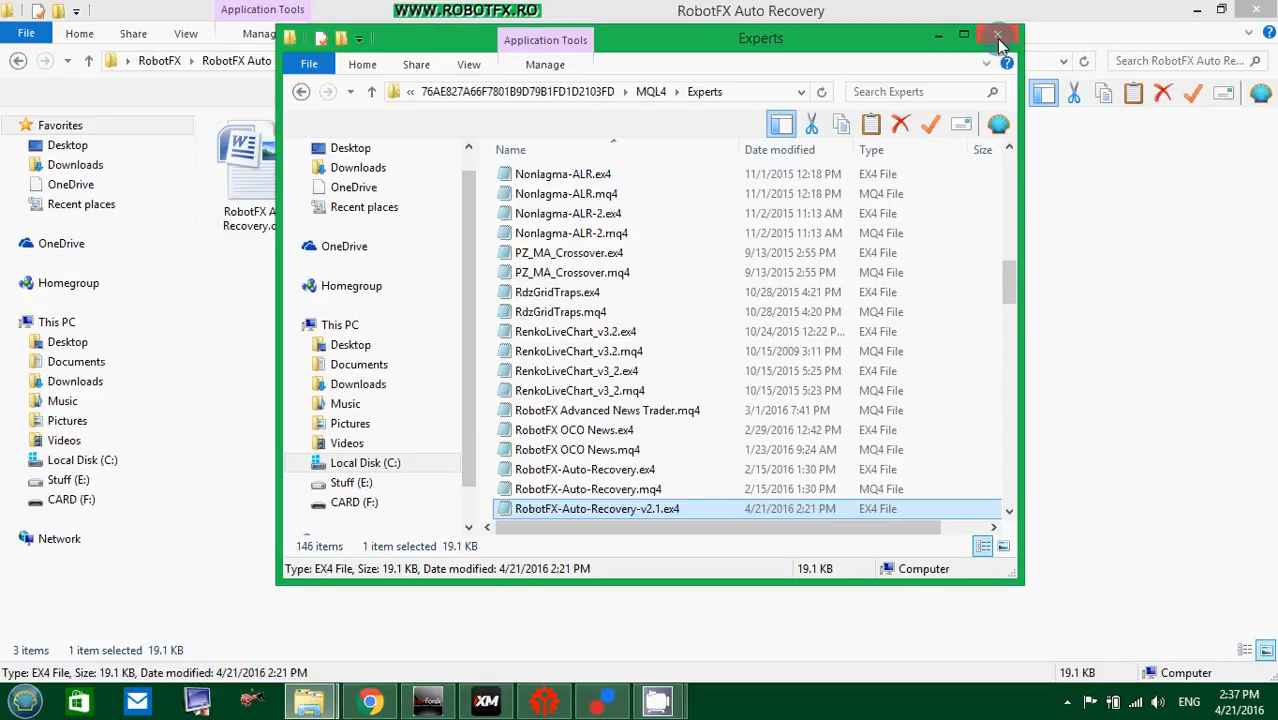 Application Tools
WWW.ROBOTFX.RO
RobotFX Auto Recovery
File Home Share View
RobotFX RobotFX Auto
Search RobotFX Auto Re...
Favorites
Desktop
Downloads
OneDrive
Recent places
OneDrive
Homegroup
This PC
Desktop
Documents
Downloads
Music
Pictures
Videos
Local Disk (C:)
Stuff (E:)
CARD (F:)
Network
RobotFX A
Recovery.
Application Tools
Experts
File Home Share View Manage
« 76AE827A66F7801B9D79B1FD1D2103FD MQL4 Experts
Search Experts
Desktop
Downloads
OneDrive
Recent places
OneDrive
Homegroup
This PC
Desktop
Documents
Downloads
Music
Pictures
Videos
Local Disk (C:)
Stuff (E:)
CARD (F:)
Name Date modified Type Size
Nonlagma-ALR.ex4 11/1/2015 12:18 PM EX4 File
Nonlagma-ALR.mq4 11/1/2015 12:18 PM MQ4 File
Nonlagma-ALR-2.ex4 11/2/2015 11:13 AM EX4 File
Nonlagma-ALR-2.mq4 11/2/2015 11:13 AM MQ4 File
PZ_MA_Crossover.ex4 9/13/2015 2:55 PM EX4 File
PZ_MA_Crossover.mq4 9/13/2015 2:55 PM MQ4 File
RdzGridTraps.ex4 10/28/2015 4:21 PM EX4 File
RdzGridTraps.mq4 10/28/2015 4:20 PM MQ4 File
RenkoLiveChart_v3.2.ex4 10/24/2015 12:22 P... EX4 File
RenkoLiveChart_v3.2.mq4 10/15/2009 3:11 PM MQ4 File
RenkoLiveChart_v3_2.ex4 10/15/2015 5:25 PM EX4 File
RenkoLiveChart_v3_2.mq4 10/15/2015 5:23 PM MQ4 File
RobotFX Advanced News Trader.mq4 3/1/2016 7:41 PM MQ4 File
RobotFX OCO News.ex4 2/29/2016 12:42 PM EX4 File
RobotFX OCO News.mq4 1/23/2016 9:24 AM MQ4 File
RobotFX-Auto-Recovery.ex4 2/15/2016 1:30 PM EX4 File
RobotFX-Auto-Recovery.mq4 2/15/2016 1:30 PM MQ4 File
RobotFX-Auto-Recovery-v2.1.ex4 4/21/2016 2:21 PM EX4 File
146 items 1 item selected 19.1 KB
Type: EX4 File, Size: 19.1 KB, Date modified: 4/21/2016 2:21 PM 19.1 KB Computer
3 items 1 item selected 19.1 KB
Type: EX4 File, Size: 19.1 KB, Date modified: 4/21/2016 2:21 PM 19.1 KB Computer
XM
ENG
2:37 PM
4/21/2016